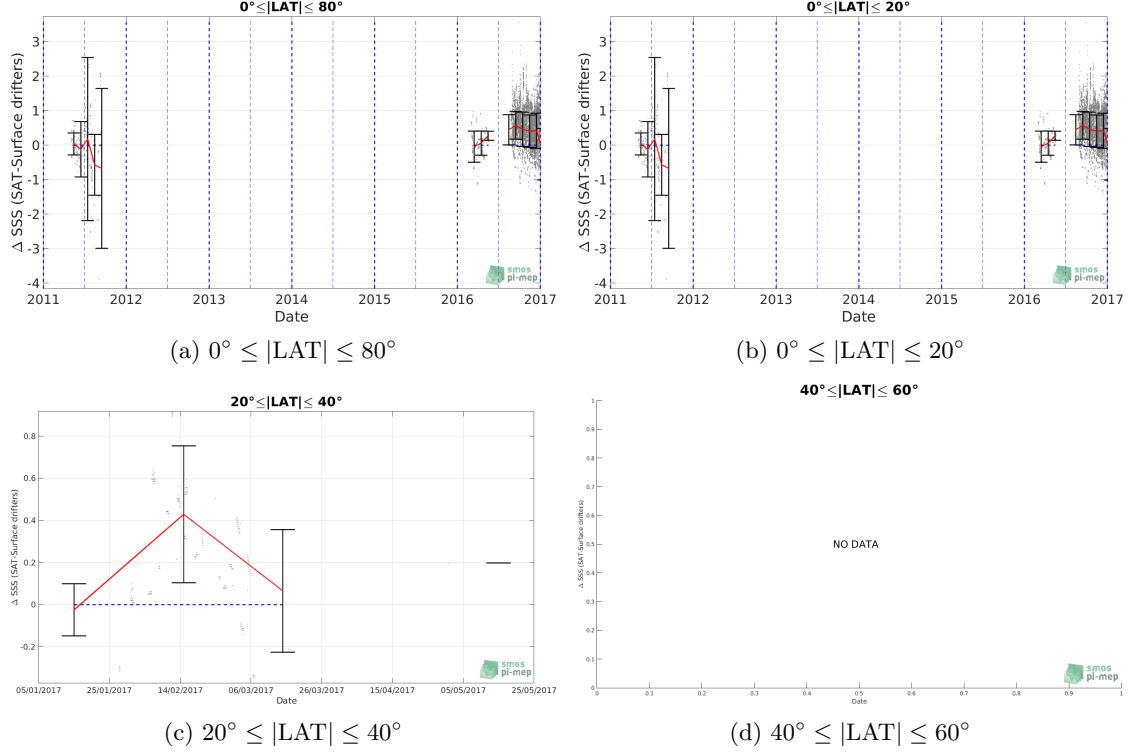 0°≤|LAT|≤ 80°
Δ SSS (SAT-Surface drifters)
3
2
1
0
-1
-2
-3
-4
2011 2012 2013 2014 2015 2016 2017
Date
smos
pi-mep
(a) 0° ≤ |LAT| ≤ 80°
0°≤|LAT|≤ 20°
Δ SSS (SAT-Surface drifters)
3
2
1
0
-1
-2
-3
-4
2011 2012 2013 2014 2015 2016 2017
Date
smos
pi-mep
(b) 0° ≤ |LAT| ≤ 20°
20°≤|LAT|≤ 40°
Δ SSS (SAT-Surface drifters)
0.8
0.6
0.4
0.2
0
-0.2
05/01/2017 25/01/2017 14/02/2017 06/03/2017 26/03/2017 15/04/2017 05/05/2017 25/05/2017
Date
smos
pi-mep
(c) 20° ≤ |LAT| ≤ 40°
40°≤|LAT|≤ 60°
Δ SSS (SAT-Surface drifters)
1
0.9
0.8
0.7
0.6
0.5
0.4
0.3
0.2
0.1
0
NO DATA
0 0.1 0.2 0.3 0.4 0.5 0.6 0.7 0.8 0.9 1
Date
smos
pi-mep
(d) 40° ≤ |LAT| ≤ 60°